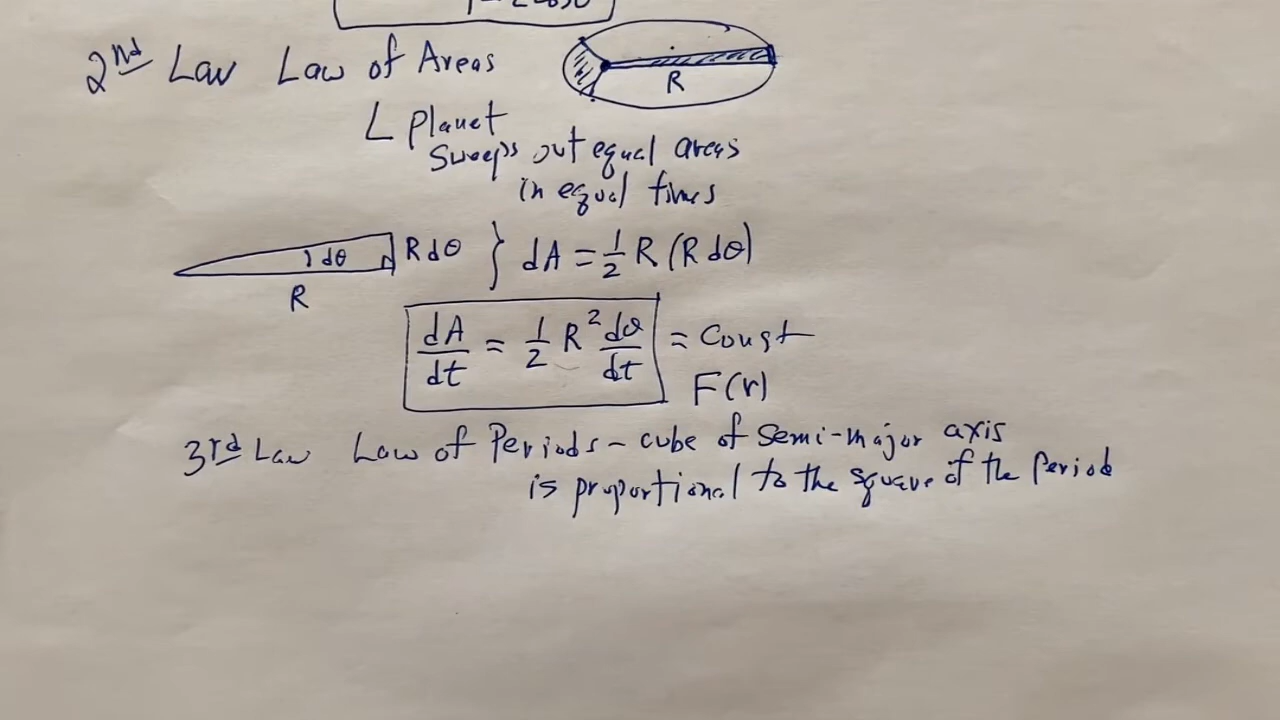 2nd Law Law of Areas
R
L Planet
Sweeps out equal areas
in equal times
dθ R dθ } dA = 1/2 R (R dθ)
R
dA/dt = 1/2 R² dθ/dt = Const
F(r)
3rd Law Law of Periods - cube of semi-major axis
is proportional to the square of the Period